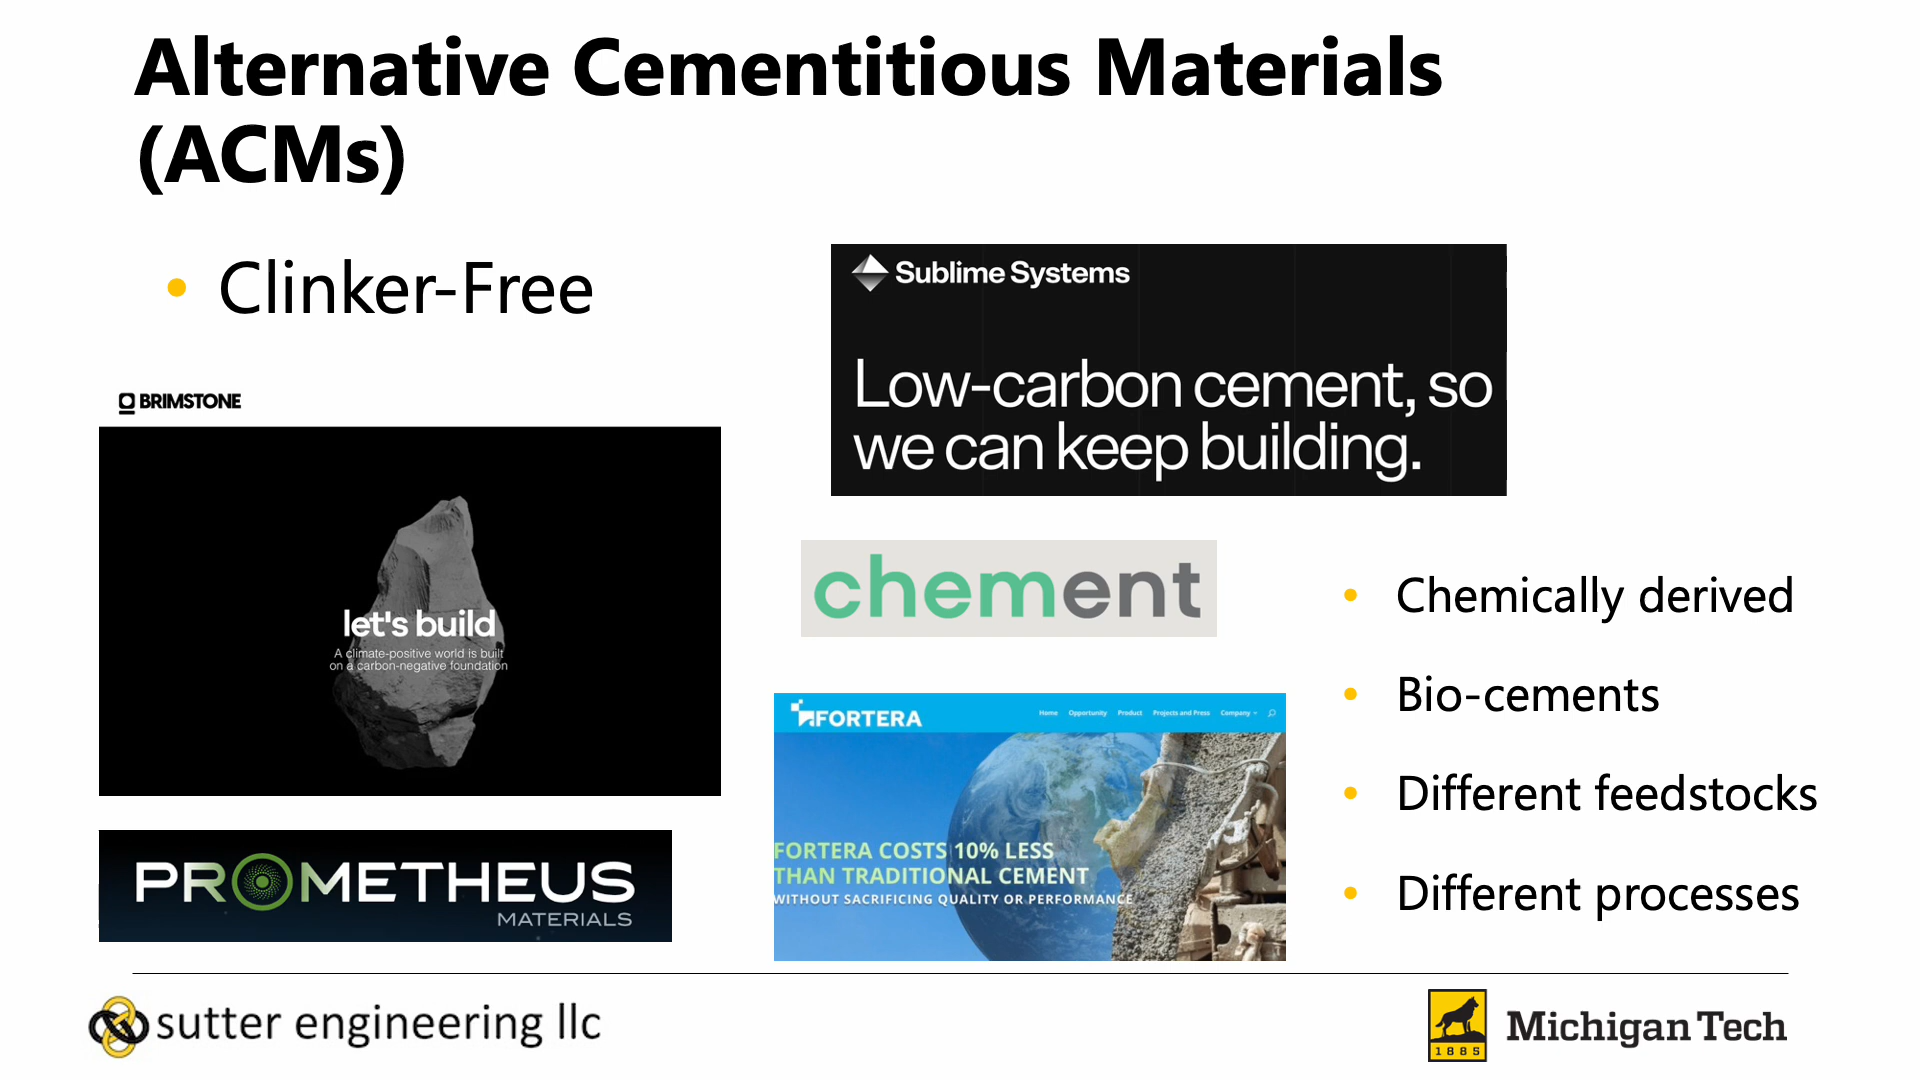 Alternative Cementitious Materials
(ACMs)
• Clinker-Free
BRIMSTONE
let's build
A climate-positive world is built
on a carbon-negative foundation
PROMETHEUS
MATERIALS
Sublime Systems
Low-carbon cement, so
we can keep building.
chement
FORTERA
Home Opportunity Product Projects and Press Company
FORTERA COSTS 10% LESS
THAN TRADITIONAL CEMENT
WITHOUT SACRIFICING QUALITY OR PERFORMANCE
• Chemically derived
• Bio-cements
• Different feedstocks
• Different processes
sutter engineering llc
1885
Michigan Tech